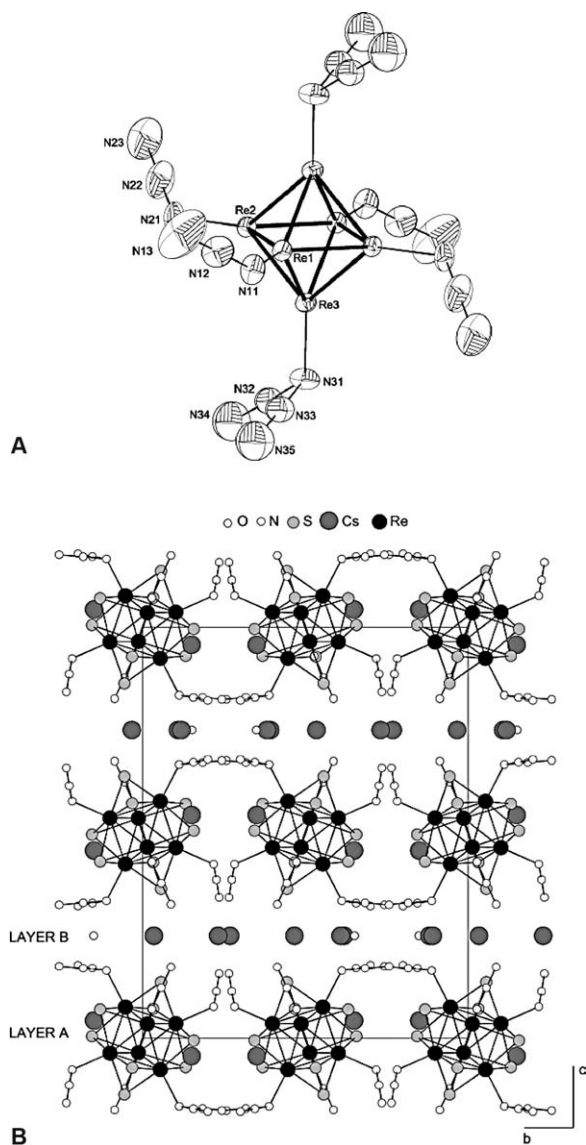 N23
N22
N21
N13
N12
N11
Re2
Re1
Re3
N31
N32
N33
N34
N35
A
O N S Cs Re
LAYER B
LAYER A
c
b
B